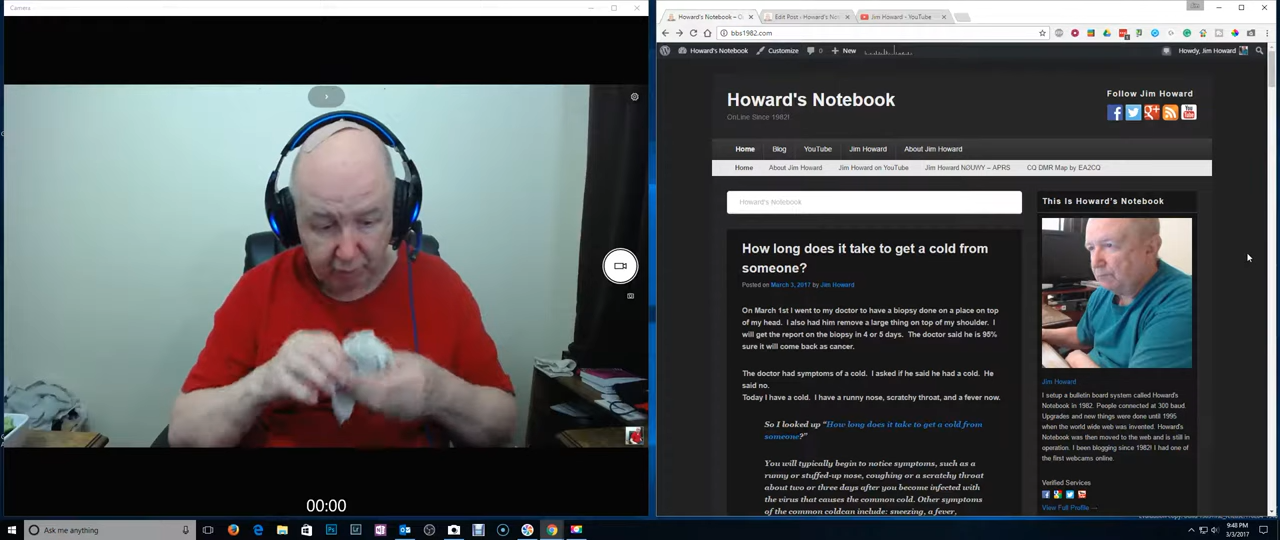 Camera
00:00
Howard's Notebook – O
Edit Post ‹ Howard's No
Jim Howard - YouTube
Jim
bbs1982.com
Howard's Notebook
Customize
0
New
Howdy, Jim Howard
Howard's Notebook
OnLine Since 1982!
Follow Jim Howard
You
Tube
Home
Blog
YouTube
Jim Howard
About Jim Howard
Home
About Jim Howard
Jim Howard on YouTube
Jim Howard NØUWY – APRS
CQ DMR Map by EA2CQ
Howard's Notebook
How long does it take to get a cold from
someone?
Posted on March 3, 2017 by Jim Howard
On March 1st I went to my doctor to have a biopsy done on a place on top
of my head. I also had him remove a large thing on top of my shoulder. I
will get the report on the biopsy in 4 or 5 days. The doctor said he is 95%
sure it will come back as cancer.
The doctor had symptoms of a cold. I asked if he said he had a cold. He
said no.
Today I have a cold. I have a runny nose, scratchy throat, and a fever now.
So I looked up "How long does it take to get a cold from
someone?"
You will typically begin to notice symptoms, such as a
runny or stuffed-up nose, coughing or a scratchy throat
about two or three days after you become infected with
the virus that causes the common cold. Other symptoms
of the common coldcan include: sneezing, a fever,
This Is Howard's Notebook
Jim Howard
I setup a bulletin board system called Howard's
Notebook in 1982. People connected at 300 baud.
Upgrades and new things were done until 1995
when the world wide web was invented. Howard's
Notebook was then moved to the web and is still in
operation. I been blogging since 1982! I had one of
the first webcams online.
Verified Services
View Full Profile →
Ask me anything
9:48 PM
3/3/2017